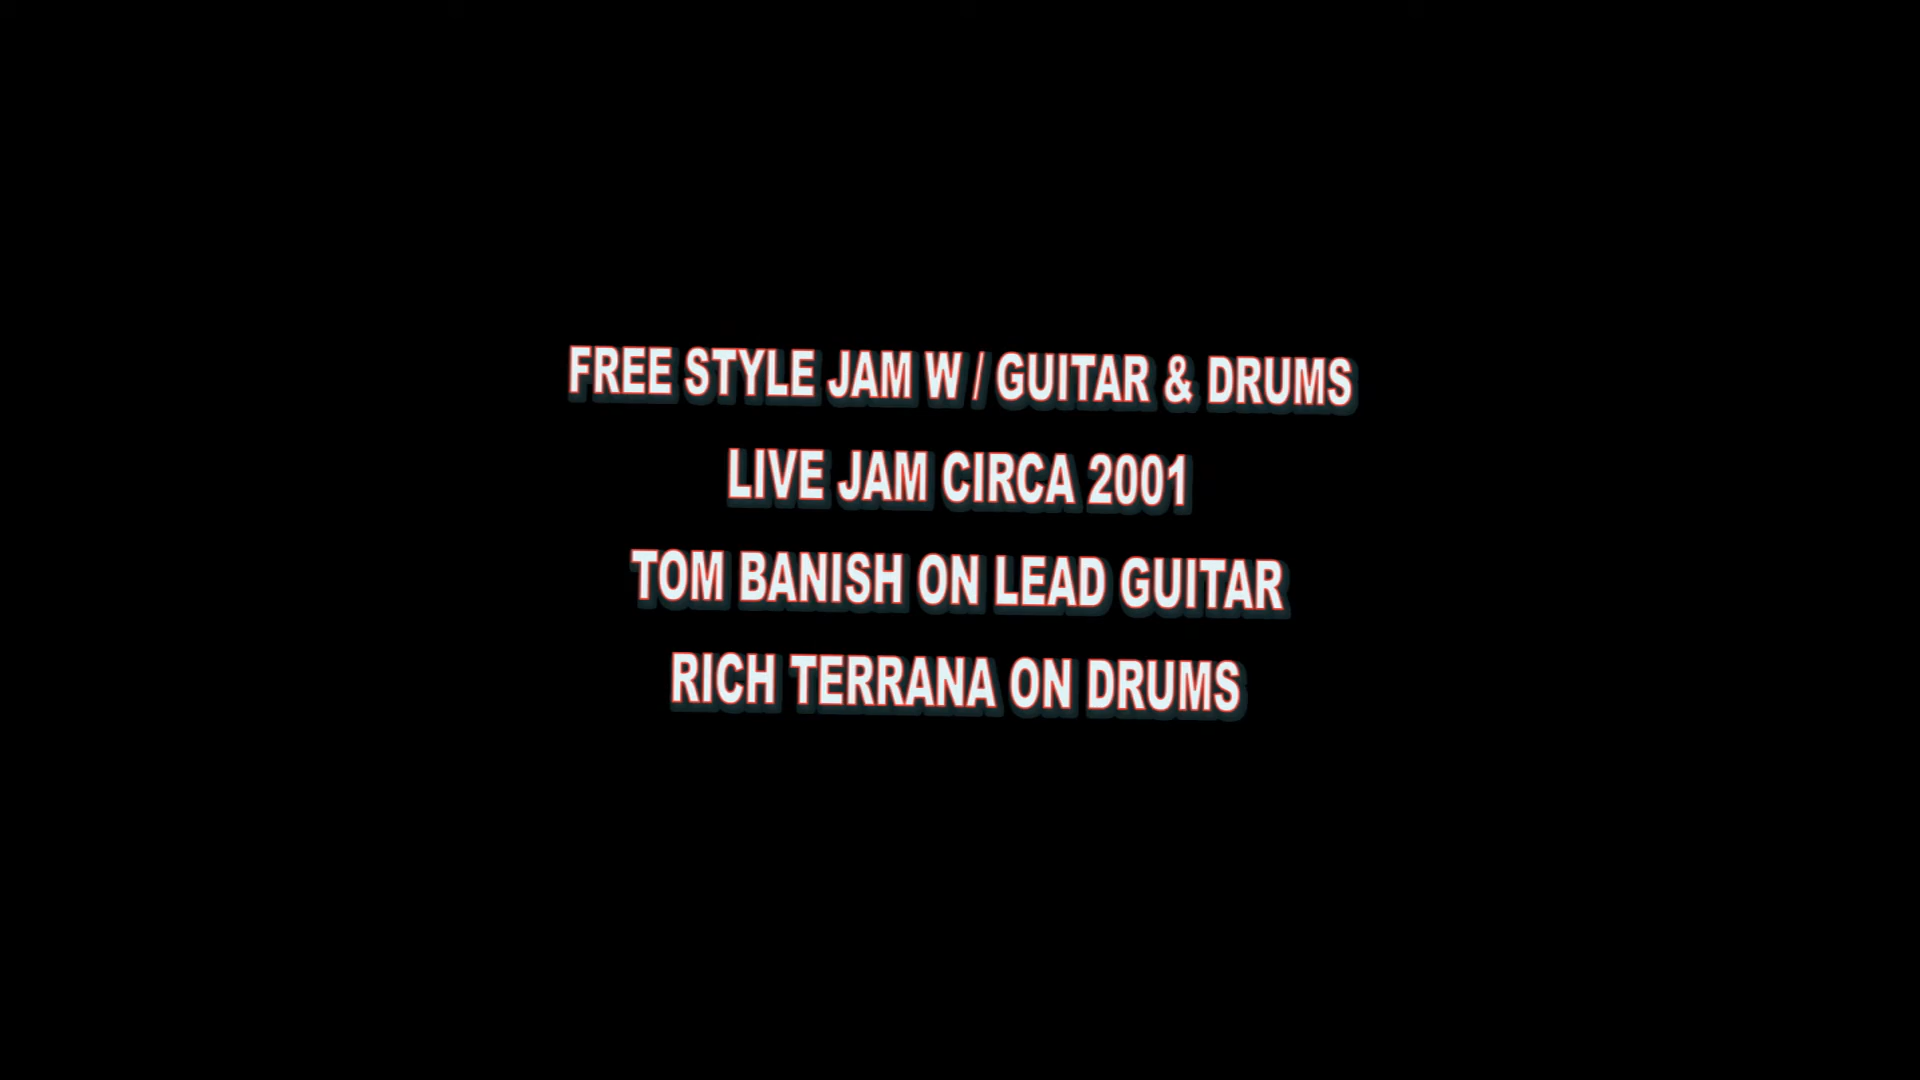 FREE STYLE JAM W / GUITAR & DRUMS
LIVE JAM CIRCA 2001
TOM BANISH ON LEAD GUITAR
RICH TERRANA ON DRUMS